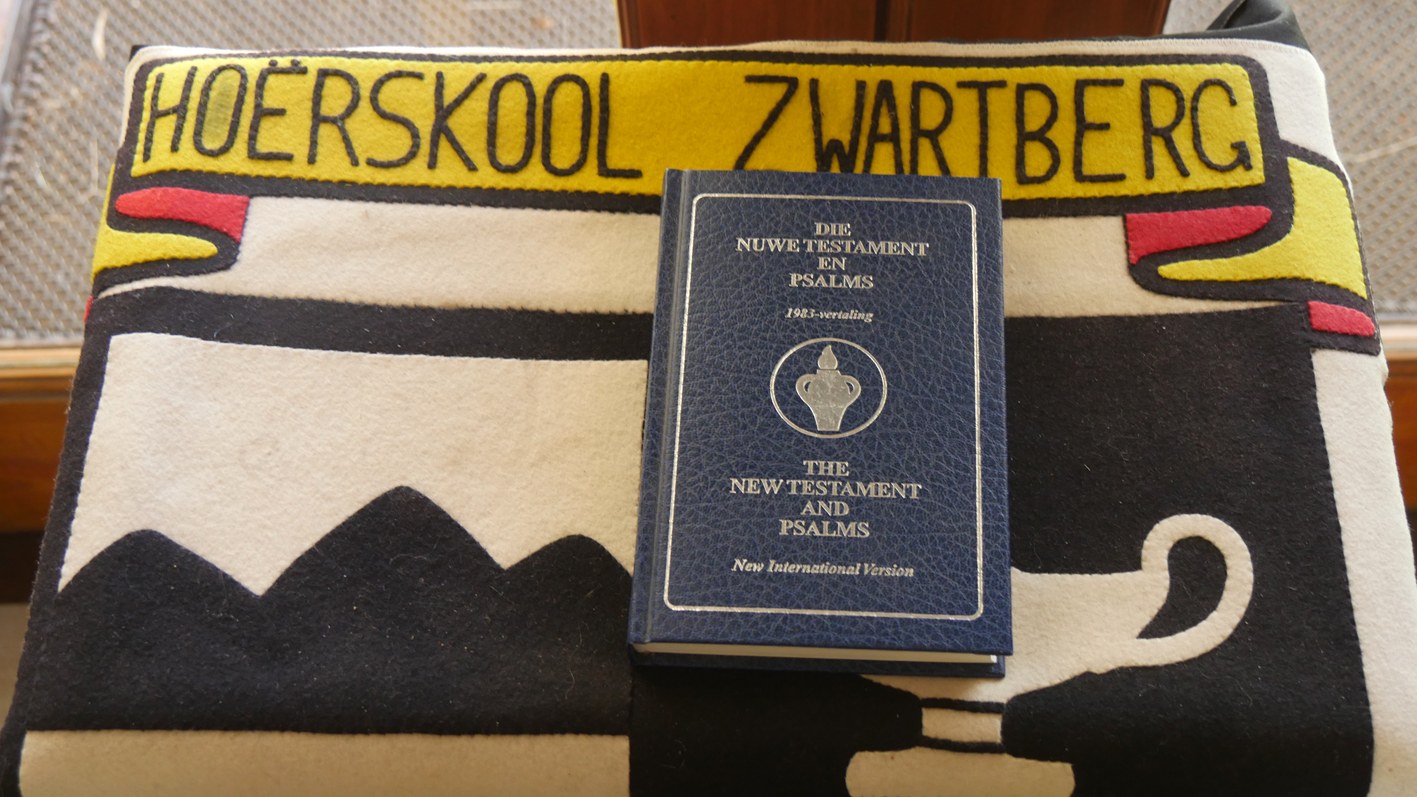 HOËRSKOOL ZWARTBERG
DIE
NUWE TESTAMENT
EN
PSALMS
1983-vertaling
THE
NEW TESTAMENT
AND
PSALMS
New International Version